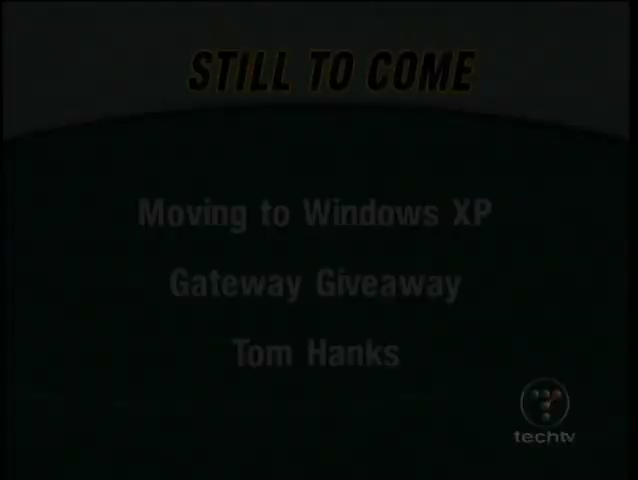 STILL TO COME
Moving to Windows XP
Gateway Giveaway
Tom Hanks
techtv